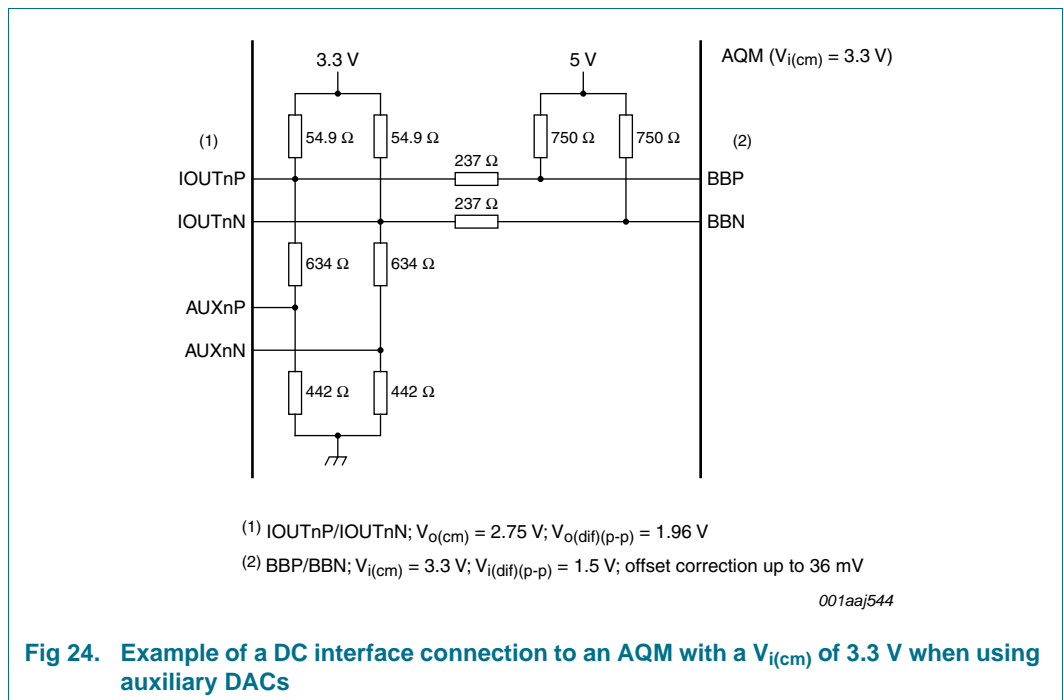 3.3 V
5 V
AQM (Vi(cm) = 3.3 V)
(1)
54.9 Ω
54.9 Ω
750 Ω
750 Ω
(2)
237 Ω
IOUTnP
BBP
237 Ω
IOUTnN
BBN
634 Ω
634 Ω
AUXnP
AUXnN
442 Ω
442 Ω
(1) IOUTnP/IOUTnN; Vo(cm) = 2.75 V; Vo(dif)(p-p) = 1.96 V
(2) BBP/BBN; Vi(cm) = 3.3 V; Vi(dif)(p-p) = 1.5 V; offset correction up to 36 mV
001aaj544
Fig 24. Example of a DC interface connection to an AQM with a Vi(cm) of 3.3 V when using
auxiliary DACs